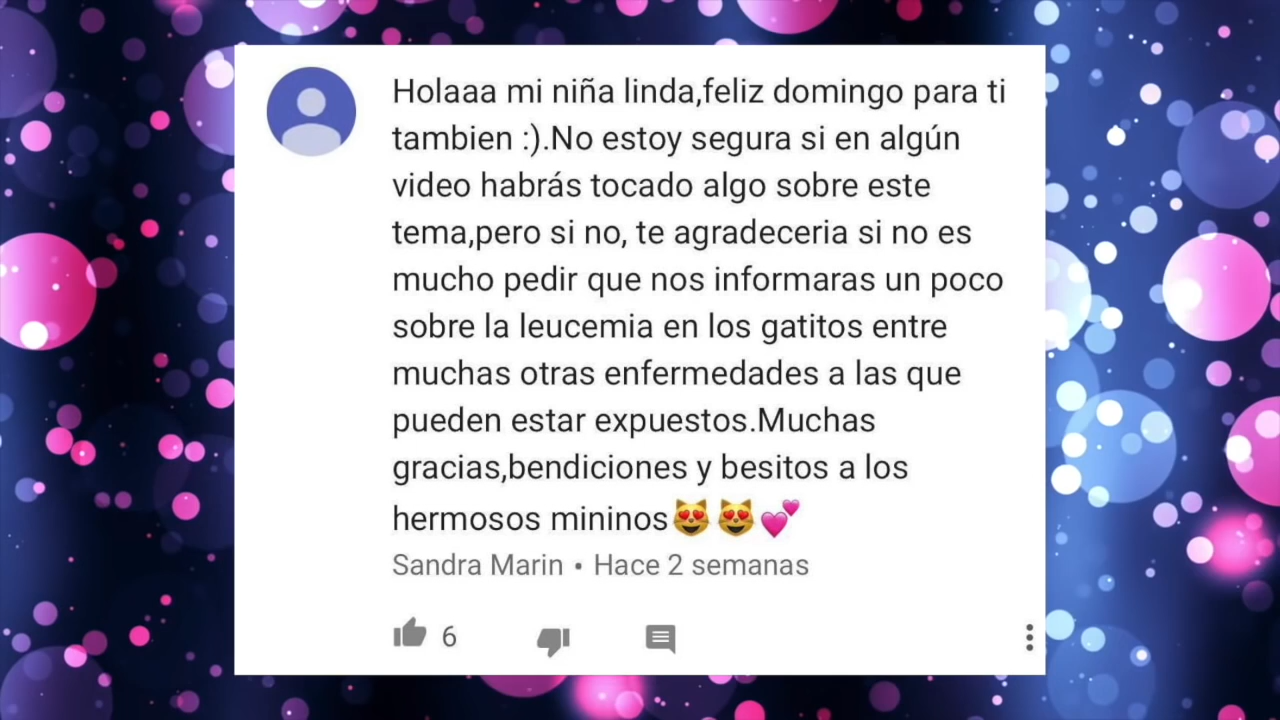 Holaaa mi niña linda,feliz domingo para ti
tambien :).No estoy segura si en algún
video habrás tocado algo sobre este
tema,pero si no, te agradeceria si no es
mucho pedir que nos informaras un poco
sobre la leucemia en los gatitos entre
muchas otras enfermedades a las que
pueden estar expuestos.Muchas
gracias,bendiciones y besitos a los
hermosos mininos😻😻💕
Sandra Marin • Hace 2 semanas
6